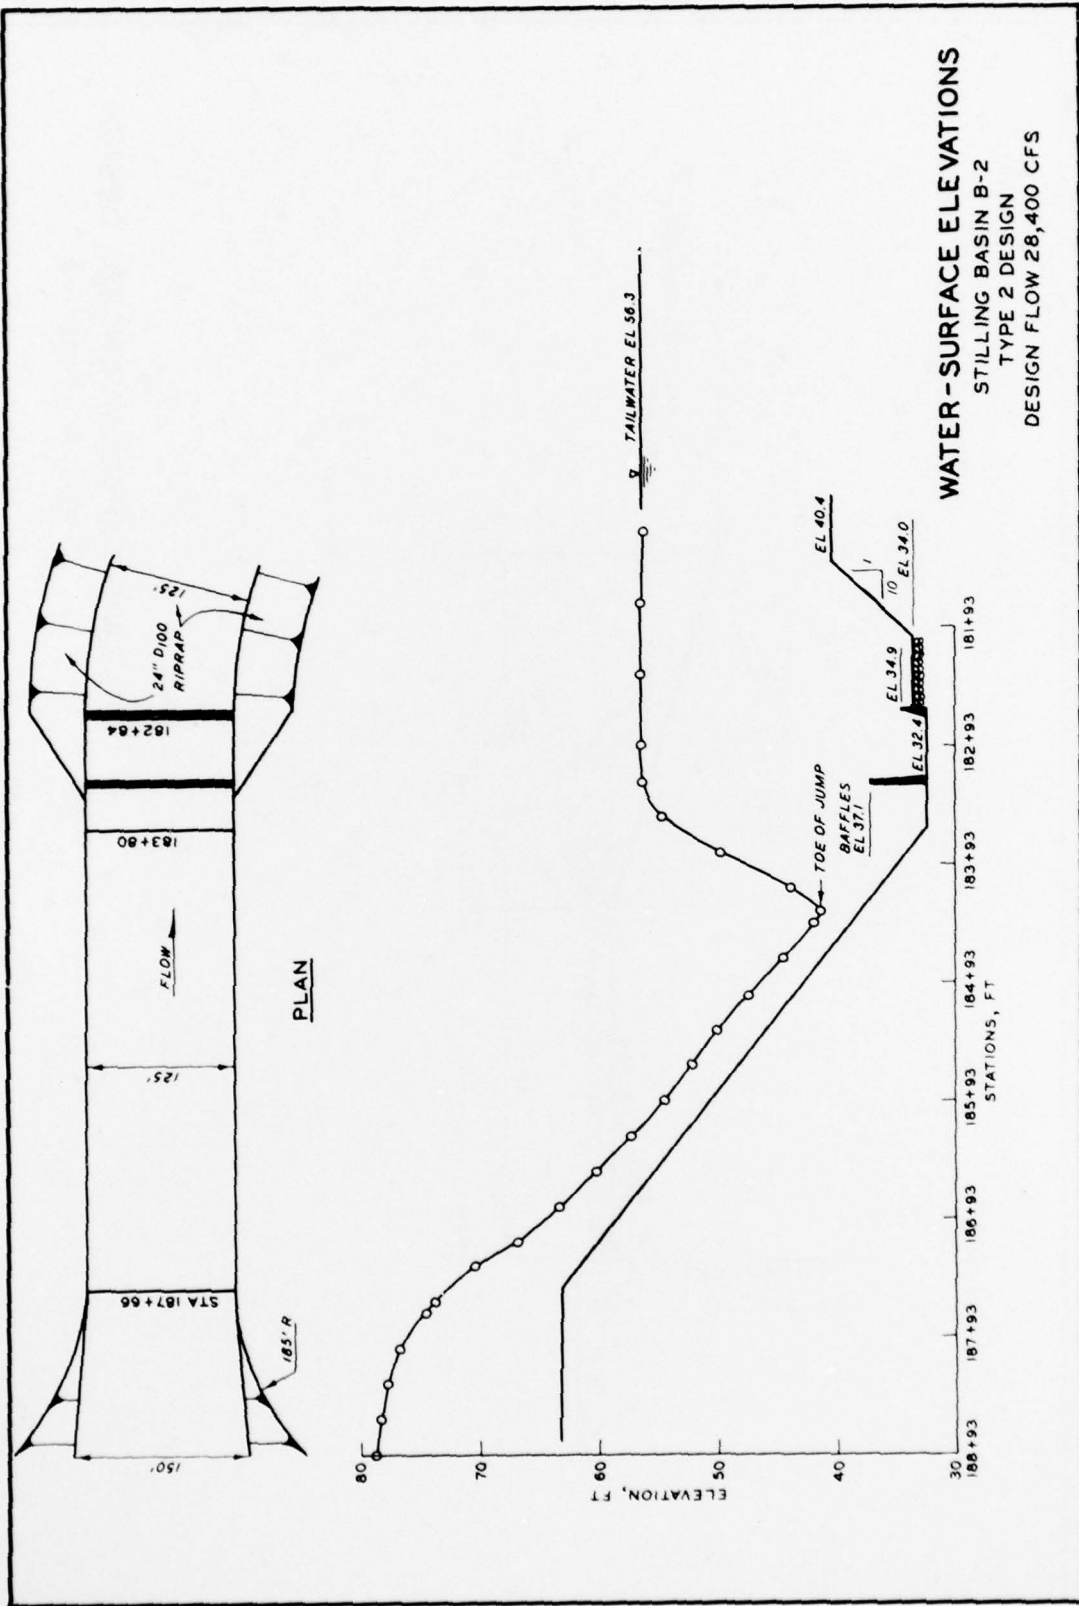 150'
185' R
STA 187+66
125'
FLOW
183+80
182+84
24" D100
RIPRAP
125'
PLAN
ELEVATION, FT
80
70
60
50
40
30
TAILWATER EL 56.3
TOE OF JUMP
BAFFLES
EL 37.1
EL 32.4
EL 34.9
EL 34.0
EL 40.4
1
10
188+93
187+93
186+93
185+93
184+93
183+93
182+93
181+93
STATIONS, FT
WATER-SURFACE ELEVATIONS
STILLING BASIN B-2
TYPE 2 DESIGN
DESIGN FLOW 28,400 CFS